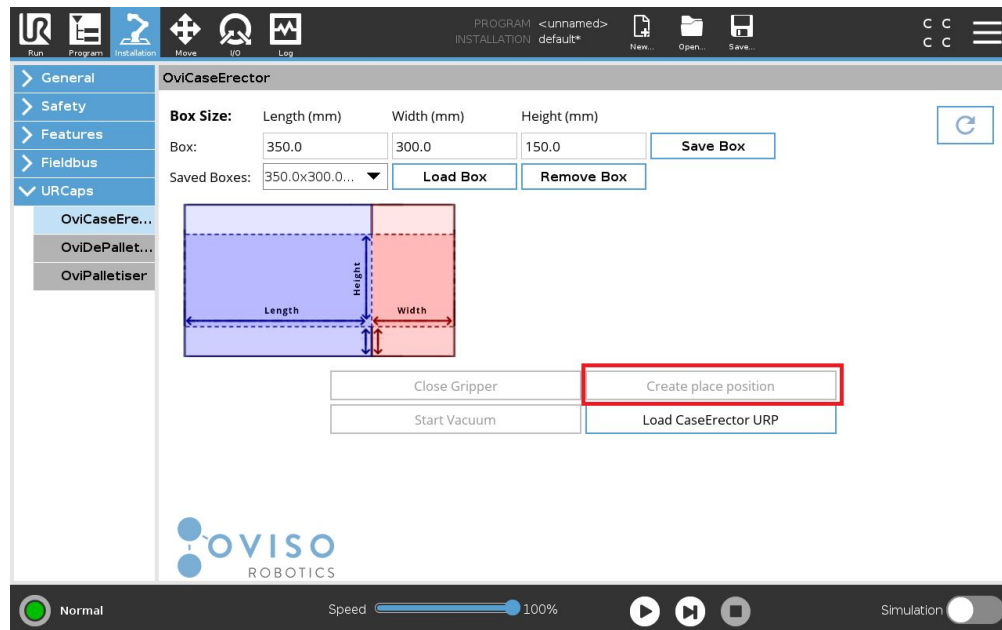 PROGRAM <unnamed>
INSTALLATION default*
Run Program Installation Move I/O Log New... Open... Save...
C C
C C
General
Safety
Features
Fieldbus
URCaps
OviCaseEre...
OviDePallet...
OviPalletiser
OviCaseErector
Box Size: Length (mm) Width (mm) Height (mm)
Box: 350.0 300.0 150.0 Save Box
Saved Boxes: 350.0x300.0... Load Box Remove Box
Height
Length Width
Close Gripper Create place position
Start Vacuum Load CaseErector URP
OVISO
ROBOTICS
Normal Speed 100% Simulation